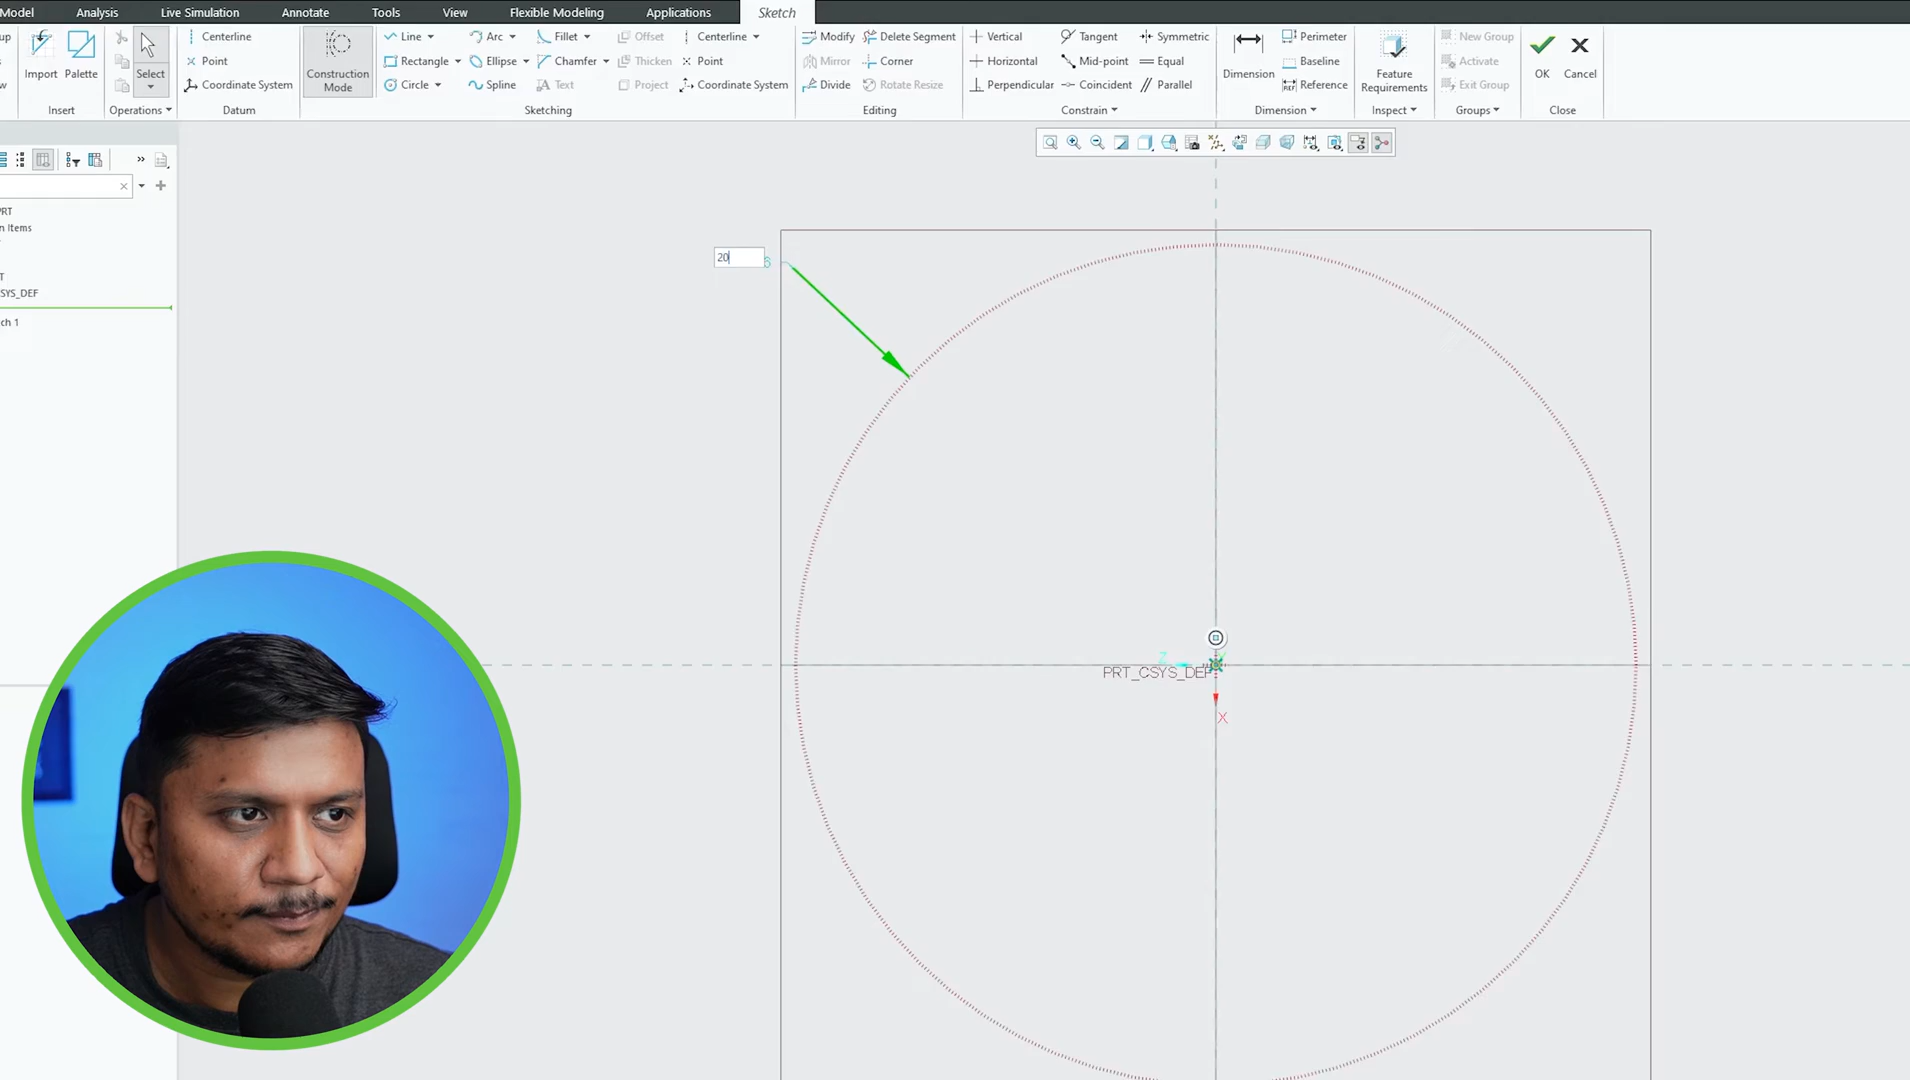 Model Analysis Live Simulation Annotate Tools View Flexible Modeling Applications Sketch
Import Palette
Insert
Select
Operations
Centerline
Point
Coordinate System
Datum
Construction Mode
Line Arc Fillet Offset Centerline
Rectangle Ellipse Chamfer Thicken Point
Circle Spline Text Project Coordinate System
Sketching
Modify Delete Segment
Mirror Corner
Divide Rotate Resize
Editing
Vertical Tangent Symmetric
Horizontal Mid-point Equal
Perpendicular Coincident Parallel
Constrain
Dimension
Perimeter
Baseline
REF Reference
Dimension
Feature Requirements
Inspect
New Group
Activate
Exit Group
Groups
OK Cancel
Close
PRT
n Items
T
SYS_DEF
ch 1
20
Z
PRT_CSYS_DEF
X